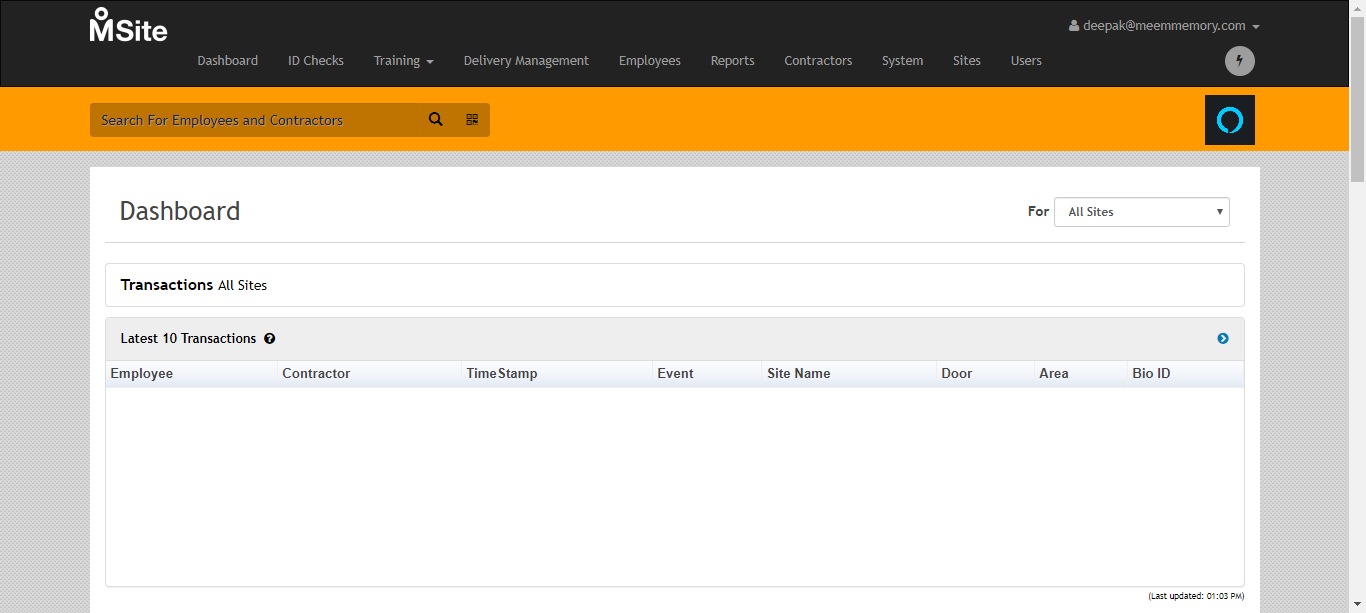 MSite
deepak@meemmemory.com
Dashboard ID Checks Training Delivery Management Employees Reports Contractors System Sites Users
Search For Employees and Contractors
Dashboard
For All Sites
Transactions All Sites
Latest 10 Transactions
Employee Contractor TimeStamp Event Site Name Door Area Bio ID
(Last updated: 01:03 PM)